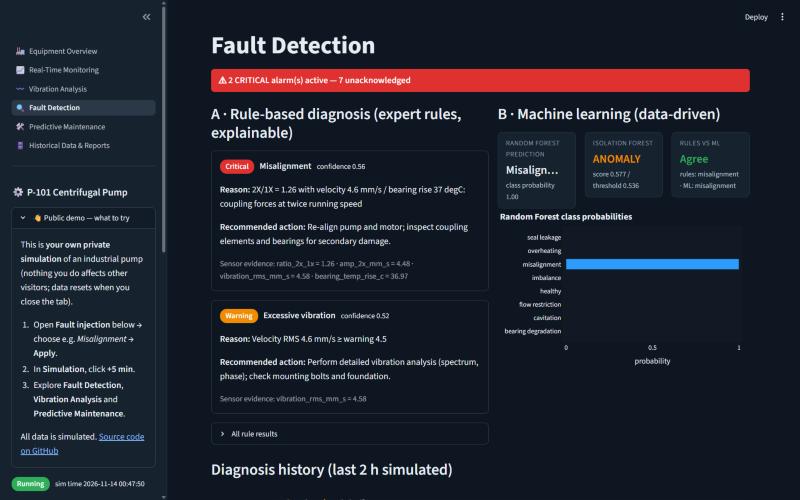 Deploy
Equipment Overview
Real-Time Monitoring
Vibration Analysis
Fault Detection
Predictive Maintenance
Historical Data & Reports
P-101 Centrifugal Pump
Public demo — what to try
This is your own private
simulation of an industrial pump
(nothing you do affects other
visitors; data resets when you
close the tab).
1. Open Fault injection below →
choose e.g. Misalignment →
Apply.
2. In Simulation, click +5 min.
3. Explore Fault Detection,
Vibration Analysis and
Predictive Maintenance.
All data is simulated. Source code
on GitHub
Running sim time 2026-11-14 00:47:50
Fault Detection
2 CRITICAL alarm(s) active — 7 unacknowledged
A · Rule-based diagnosis (expert rules,
explainable)
Critical Misalignment confidence 0.56
Reason: 2X/1X = 1.26 with velocity 4.6 mm/s / bearing rise 37 degC:
coupling forces at twice running speed
Recommended action: Re-align pump and motor; inspect coupling
elements and bearings for secondary damage.
Sensor evidence: ratio_2x_1x = 1.26 · amp_2x_mm_s = 4.48 ·
vibration_rms_mm_s = 4.58 · bearing_temp_rise_c = 36.97
Warning Excessive vibration confidence 0.52
Reason: Velocity RMS 4.6 mm/s ≥ warning 4.5
Recommended action: Perform detailed vibration analysis (spectrum,
phase); check mounting bolts and foundation.
Sensor evidence: vibration_rms_mm_s = 4.58
All rule results
Diagnosis history (last 2 h simulated)
B · Machine learning (data-driven)
RANDOM FOREST
PREDICTION
Misalign...
class probability
1.00
ISOLATION FOREST
ANOMALY
score 0.577 /
threshold 0.536
RULES VS ML
Agree
rules: misalignment
· ML: misalignment
Random Forest class probabilities
seal leakage
overheating
misalignment
imbalance
healthy
flow restriction
cavitation
bearing degradation
0 0.5 1
probability